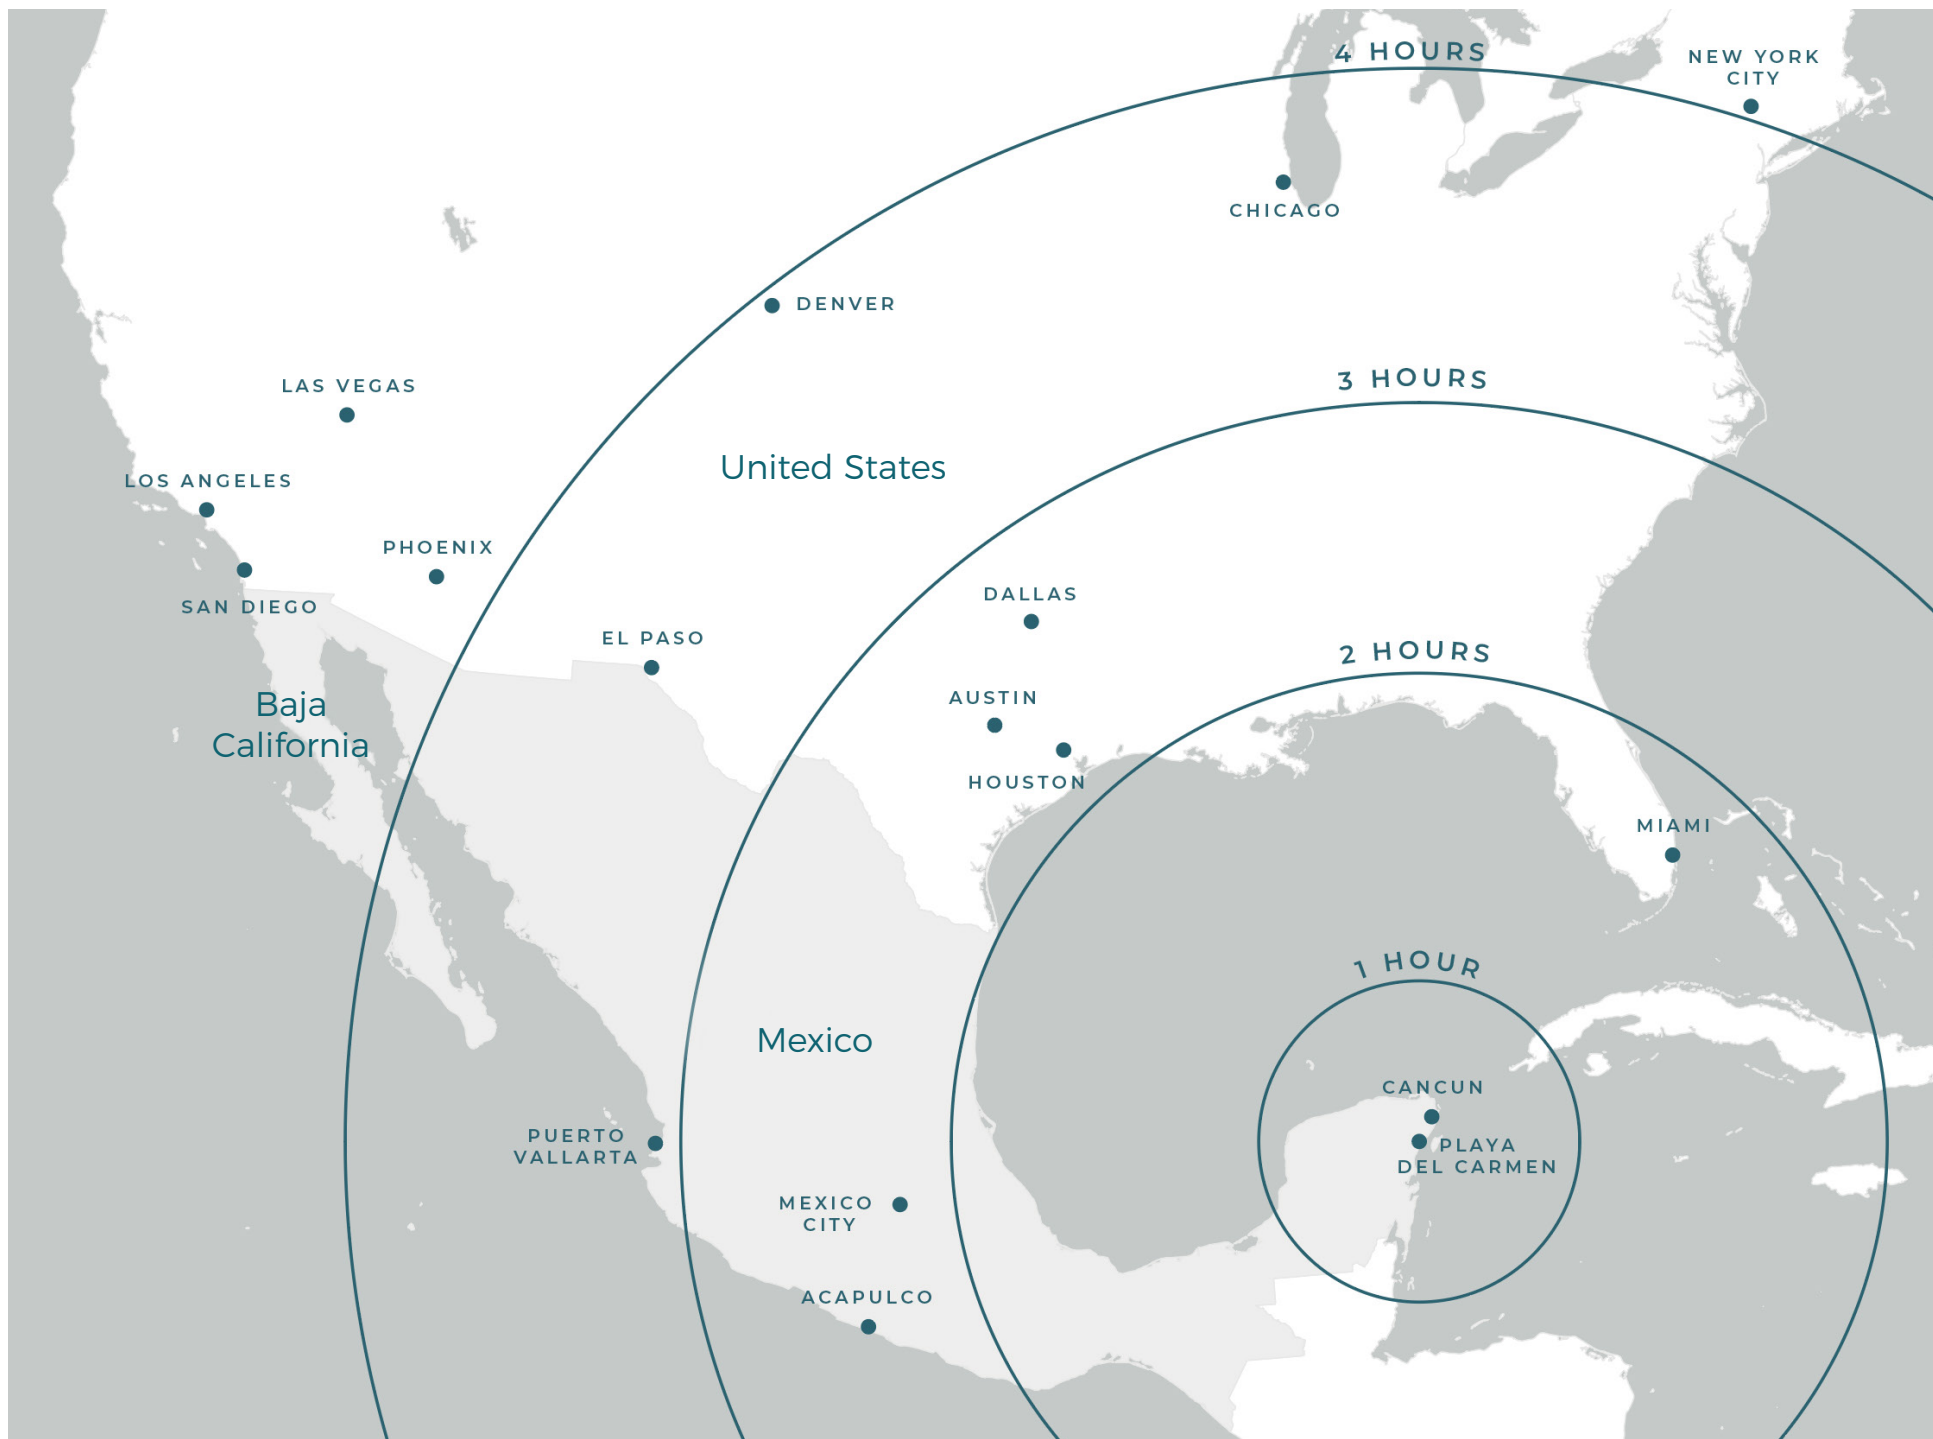 4 HOURS
NEW YORK
CITY
CHICAGO
DENVER
3 HOURS
LAS VEGAS
United States
LOS ANGELES
PHOENIX
DALLAS
SAN DIEGO
EL PASO
2 HOURS
AUSTIN
Baja
California
HOUSTON
MIAMI
1 HOUR
Mexico
CANCUN
PUERTO
VALLARTA
PLAYA
DEL CARMEN
MEXICO
CITY
ACAPULCO